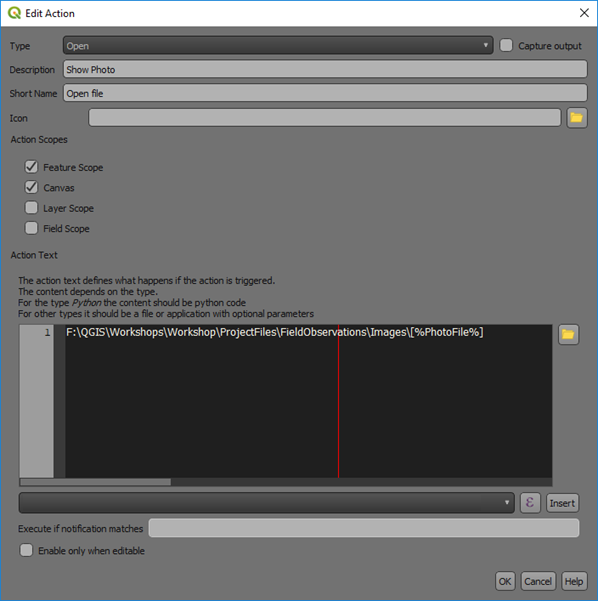 Edit Action
Type Open Capture output
Description Show Photo
Short Name Open file
Icon
Action Scopes
Feature Scope
Canvas
Layer Scope
Field Scope
Action Text
The action text defines what happens if the action is triggered.
The content depends on the type.
For the type Python the content should be python code
For other types it should be a file or application with optional parameters
1 F:\QGIS\Workshops\Workshop\ProjectFiles\FieldObservations\Images\[%PhotoFile%]
ε Insert
Execute if notification matches
Enable only when editable
OK Cancel Help